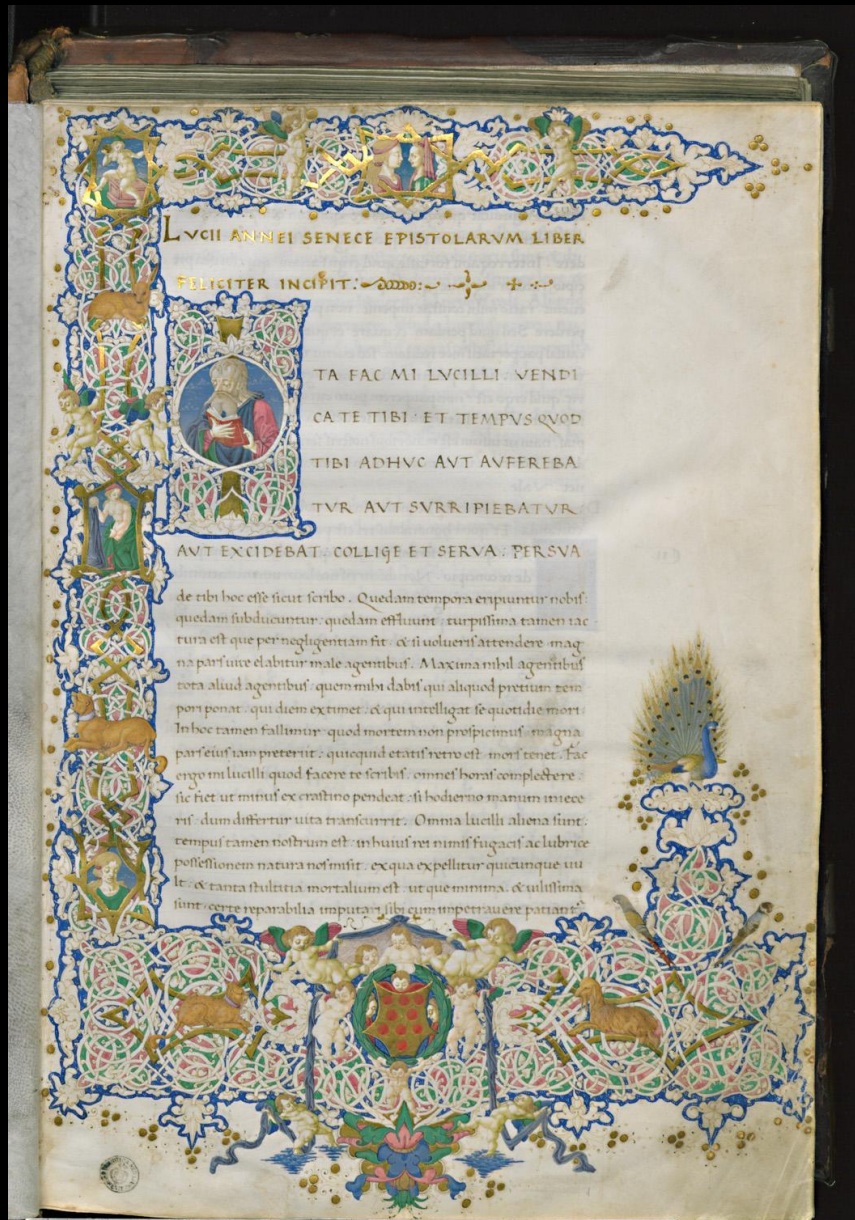 LVCII ANNEI SENECE EPISTOLARVM LIBER
FELICITER INCIPIT:
TA FAC MI LVCILLI: VENDI
CA TE TIBI: ET TEMPVS QVOD
TIBI ADHVC AVT AVFEREBA
TVR AVT SVRRIPIEBATVR:
AVT EXCIDEBAT: COLLIGE ET SERVA: PERSVA
de tibi hoc esse sicut scribo. Quedam tempora eripiuntur nobis:
quedam subducuntur: quedam effluunt: turpissima tamen iac
tura est que per negligentiam fit. & si volueris attendere mag
na pars vite elabitur male agentibus. Maxima nihil agentibus
tota aliud agentibus: quem mihi dabis qui aliquod pretium tem
pori ponat. qui diem extimet: & qui intelligat se quotidie mori:
In hoc tamen fallimur: quod mortem non prospicimus: magna
pars eius iam preterit: quicquid etatis retro est: mors tenet. Fac
ergo mi lucilli quod facere te scribis. omnes horas complectere:
sic fiet ut minus ex crastino pendeas: si hodierno manum iniece
ris: dum differtur uita transcurrit. Omnia lucilli aliena sunt:
tempus tamen nostrum est: in huius rei nimis fugacis ac lubrice
possessionem natura nos misit: ex qua expellitur quicunque uu
lt: & tanta stultitia mortalium est: ut que minima: & uilissima
sunt: certe reparabilia imputari sibi cum impetrauere patiant